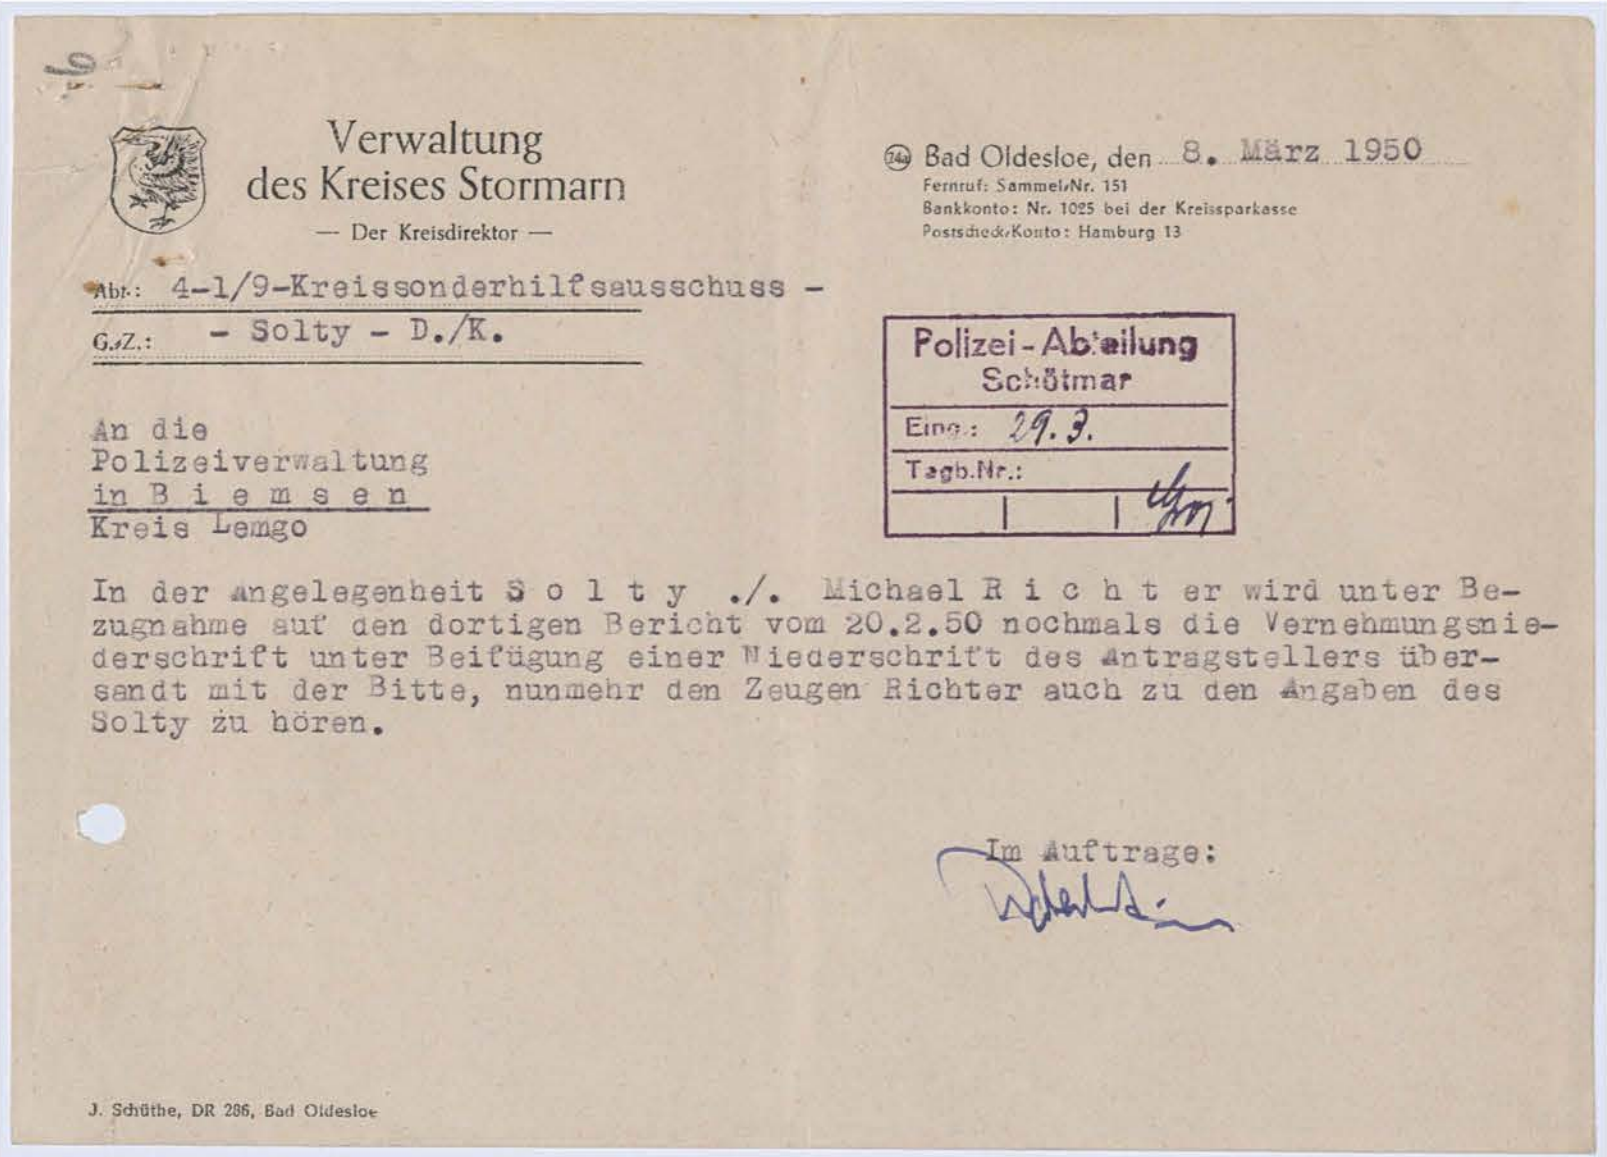 6
Verwaltung
des Kreises Stormarn
— Der Kreisdirektor —
Abt.: 4-1/9-Kreissonderhilfsausschuss -
G.-Z.: - Solty - D./K.
24a Bad Oldesloe, den 8. März 1950
Fernruf: Sammel-Nr. 151
Bankkonto: Nr. 1025 bei der Kreissparkasse
Postscheck-Konto: Hamburg 13
Polizei-Abteilung
Schötmar
Eing.: 29.3.
Tagb.Nr.:
An die
Polizeiverwaltung
in B i e m s e n
Kreis Lemgo
In der Angelegenheit S o l t y ./. Michael R i c h t er wird unter Be-
zugnahme auf den dortigen Bericht vom 20.2.50 nochmals die Vernehmungsnie-
derschrift unter Beifügung einer Niederschrift des Antragstellers über-
sandt mit der Bitte, nunmehr den Zeugen Richter auch zu den Angaben des
Solty zu hören.
Im Auftrage:
J. Schüthe, DR 286, Bad Oldesloe